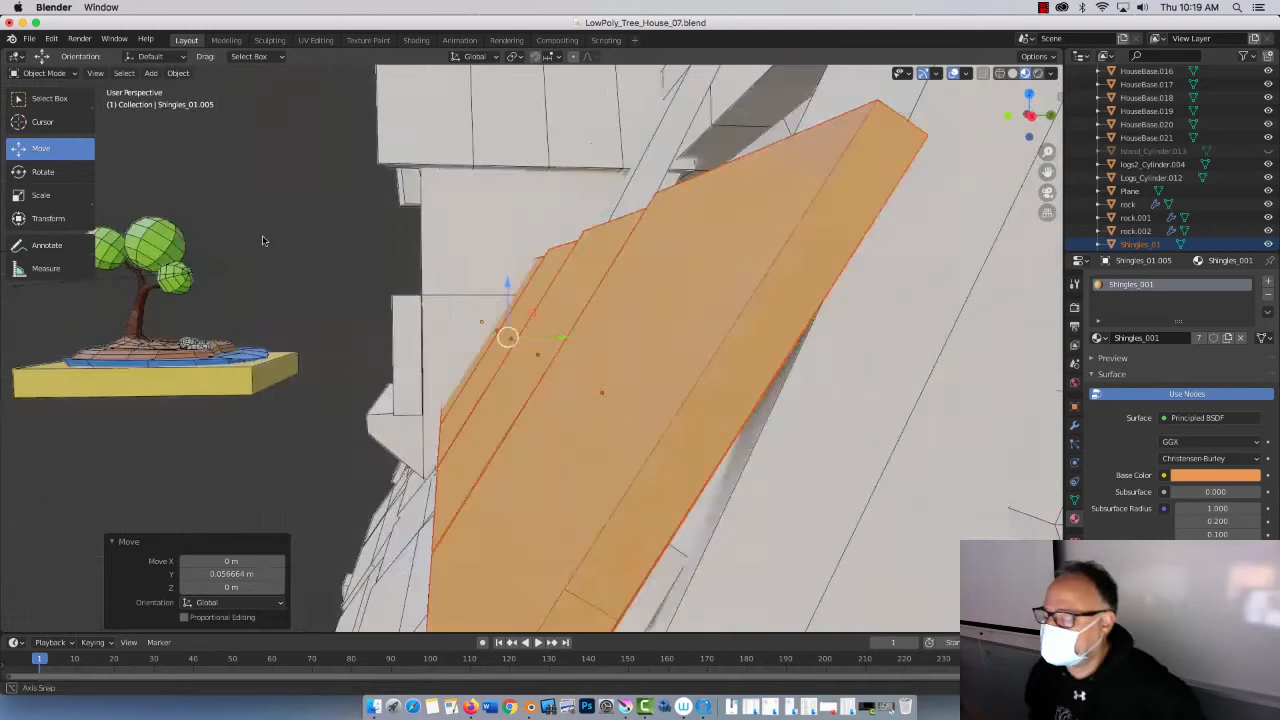 Blender Window
Thu 10:19 AM
LowPoly_Tree_House_07.blend
File Edit Render Window Help Layout Modeling Sculpting UV Editing Texture Paint Shading Animation Rendering Compositing Scripting + Scene View Layer
Orientation: Default Drag: Select Box Global Options
Object Mode View Select Add Object
User Perspective
(1) Collection | Shingles_01.005
Select Box
Cursor
Move
Rotate
Scale
Transform
Annotate
Measure
HouseBase.016
HouseBase.017
HouseBase.018
HouseBase.019
HouseBase.020
HouseBase.021
Island_Cylinder.013
logs2_Cylinder.004
Logs_Cylinder.012
Plane
rock
rock.001
rock.002
Shingles_01
Shingles_01.005 Shingles_001
Shingles_001
Shingles_001 7
Preview
Surface
Use Nodes
Surface Principled BSDF
GGX
Christensen-Burley
Base Color
Subsurface 0.000
Subsurface Radius 1.000
0.200
0.100
Move
Move X 0 m
Y 0.056664 m
Z 0 m
Orientation Global
Proportional Editing
Playback Keying View Marker 1 Star
1 10 20 30 40 50 60 70 80 90 100 110 120 130 140 150 160 170 180 190 200 210 220 230
Axis Snap